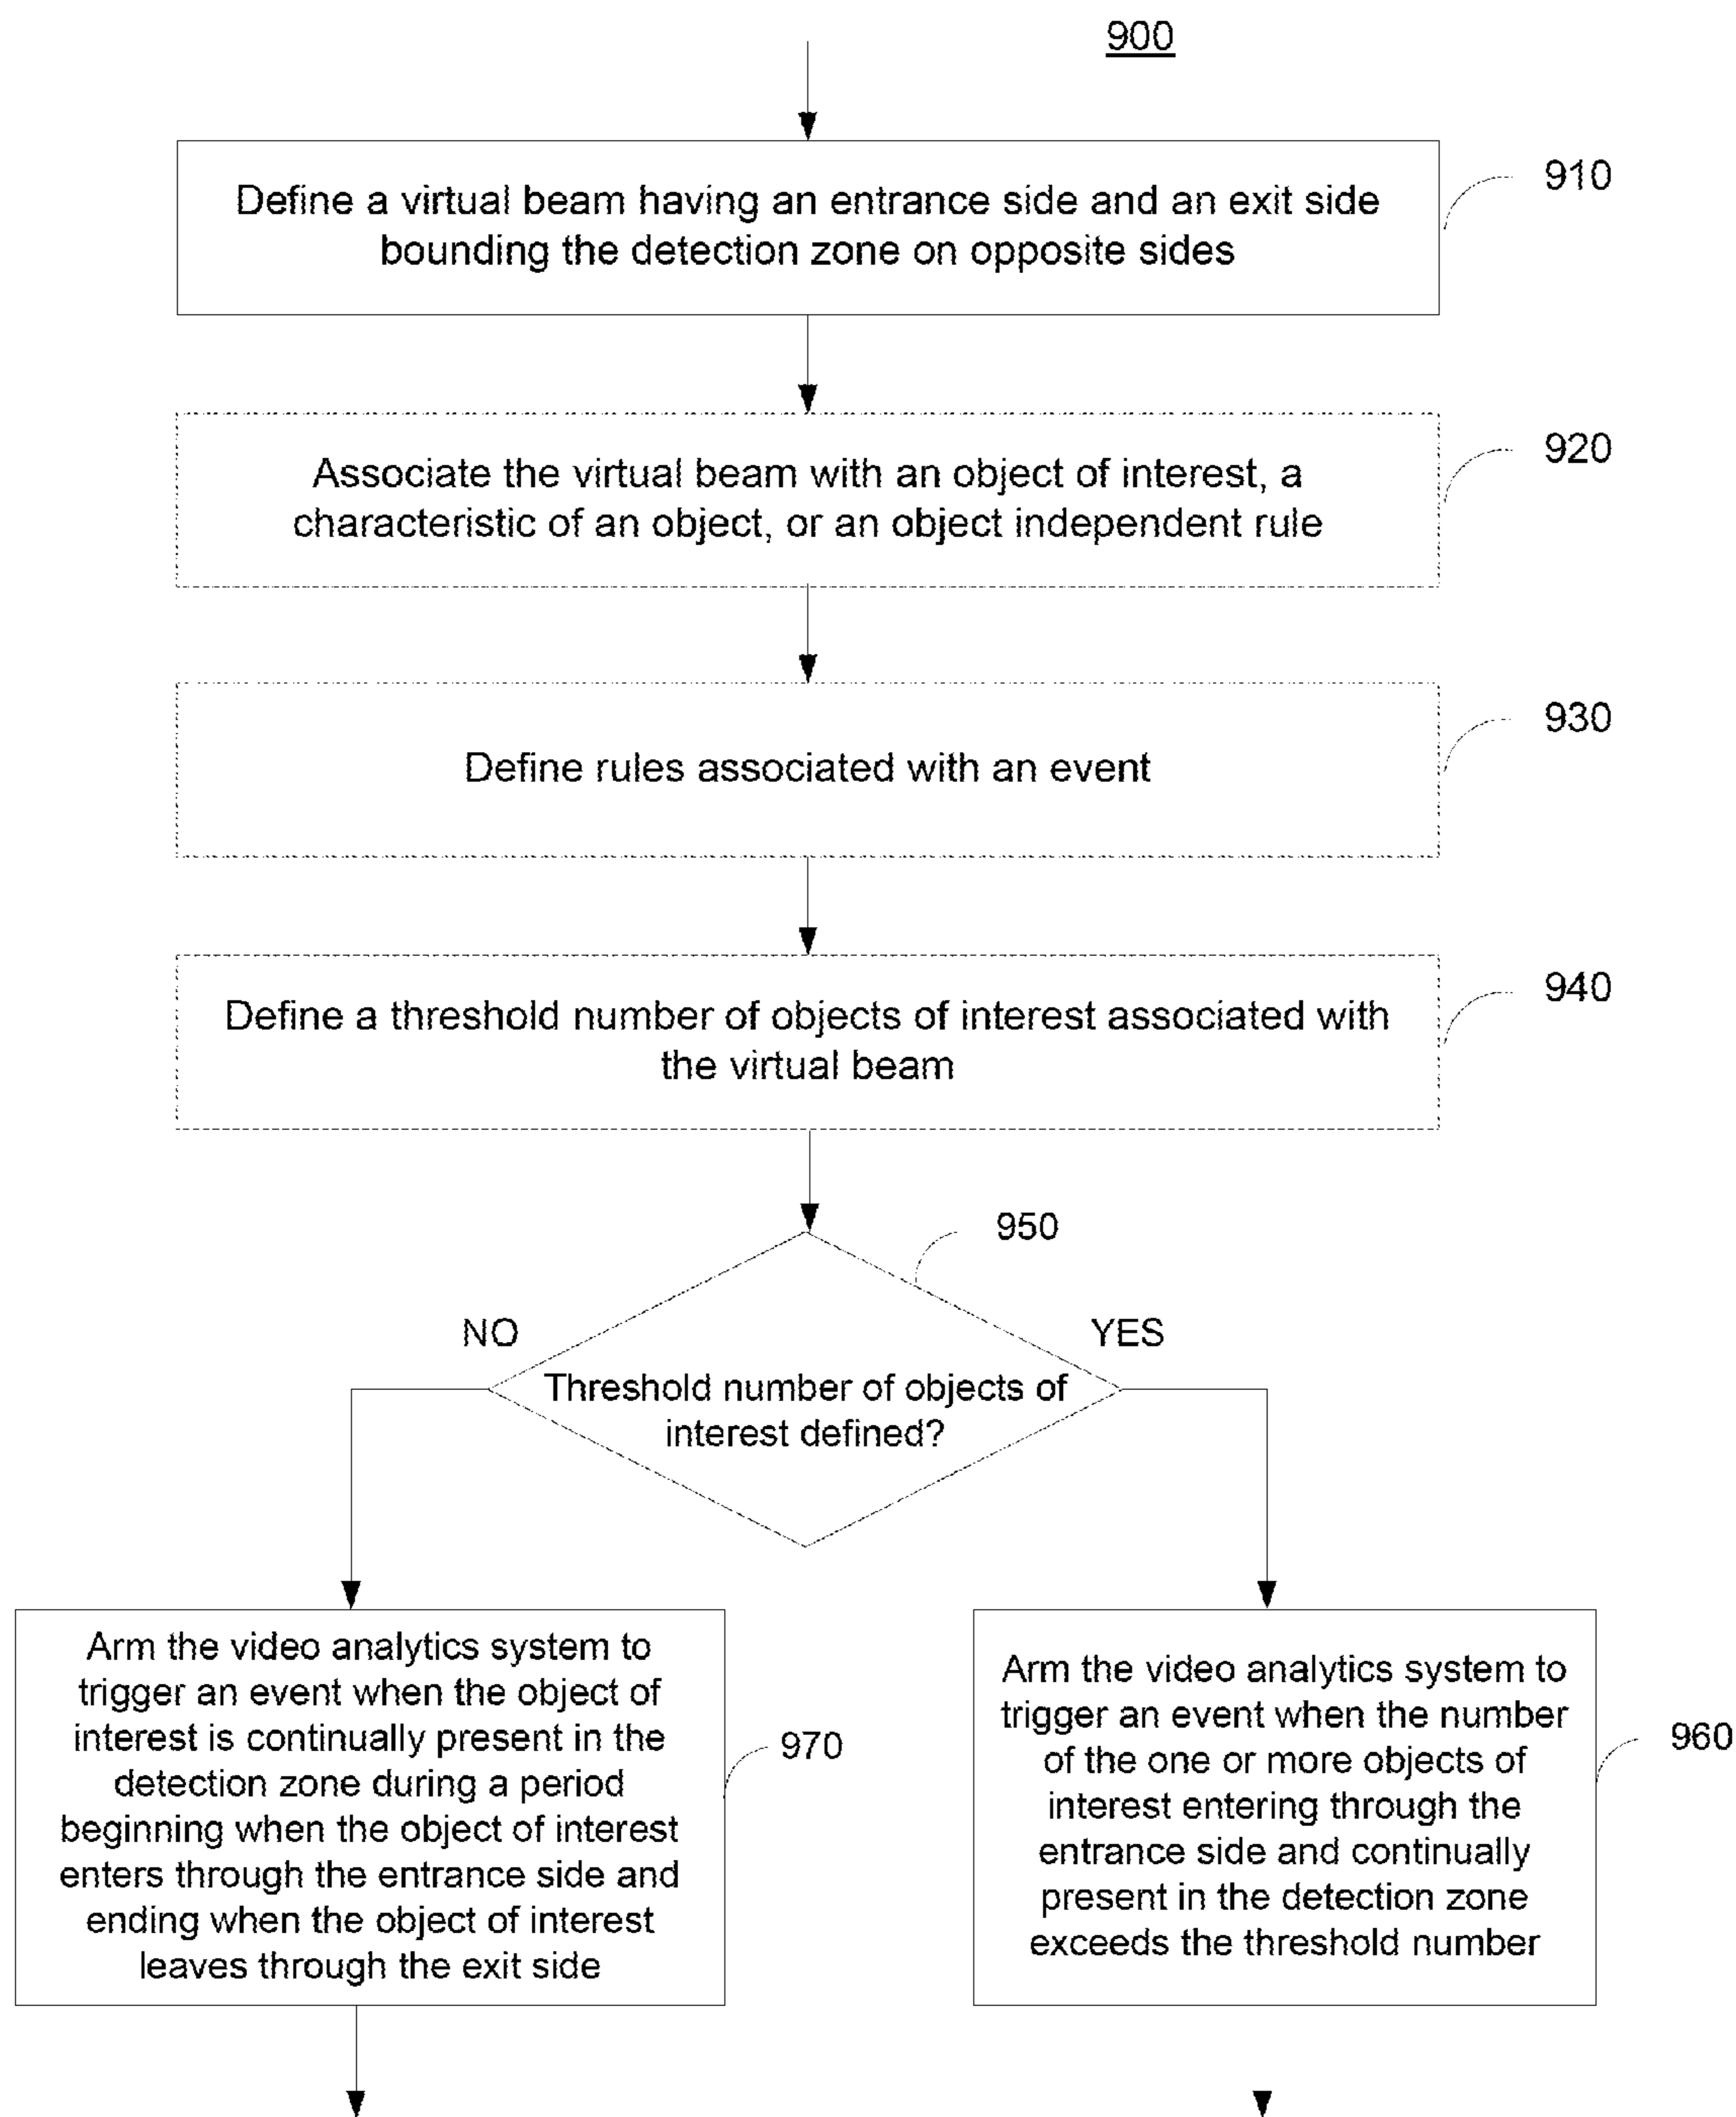 900
Define a virtual beam having an entrance side and an exit side
bounding the detection zone on opposite sides
910
Associate the virtual beam with an object of interest, a
characteristic of an object, or an object independent rule
920
Define rules associated with an event
930
Define a threshold number of objects of interest associated with
the virtual beam
940
950
NO
YES
Threshold number of objects of
interest defined?
Arm the video analytics system to
trigger an event when the object of
interest is continually present in the
detection zone during a period
beginning when the object of interest
enters through the entrance side and
ending when the object of interest
leaves through the exit side
970
Arm the video analytics system to
trigger an event when the number
of the one or more objects of
interest entering through the
entrance side and continually
present in the detection zone
exceeds the threshold number
960